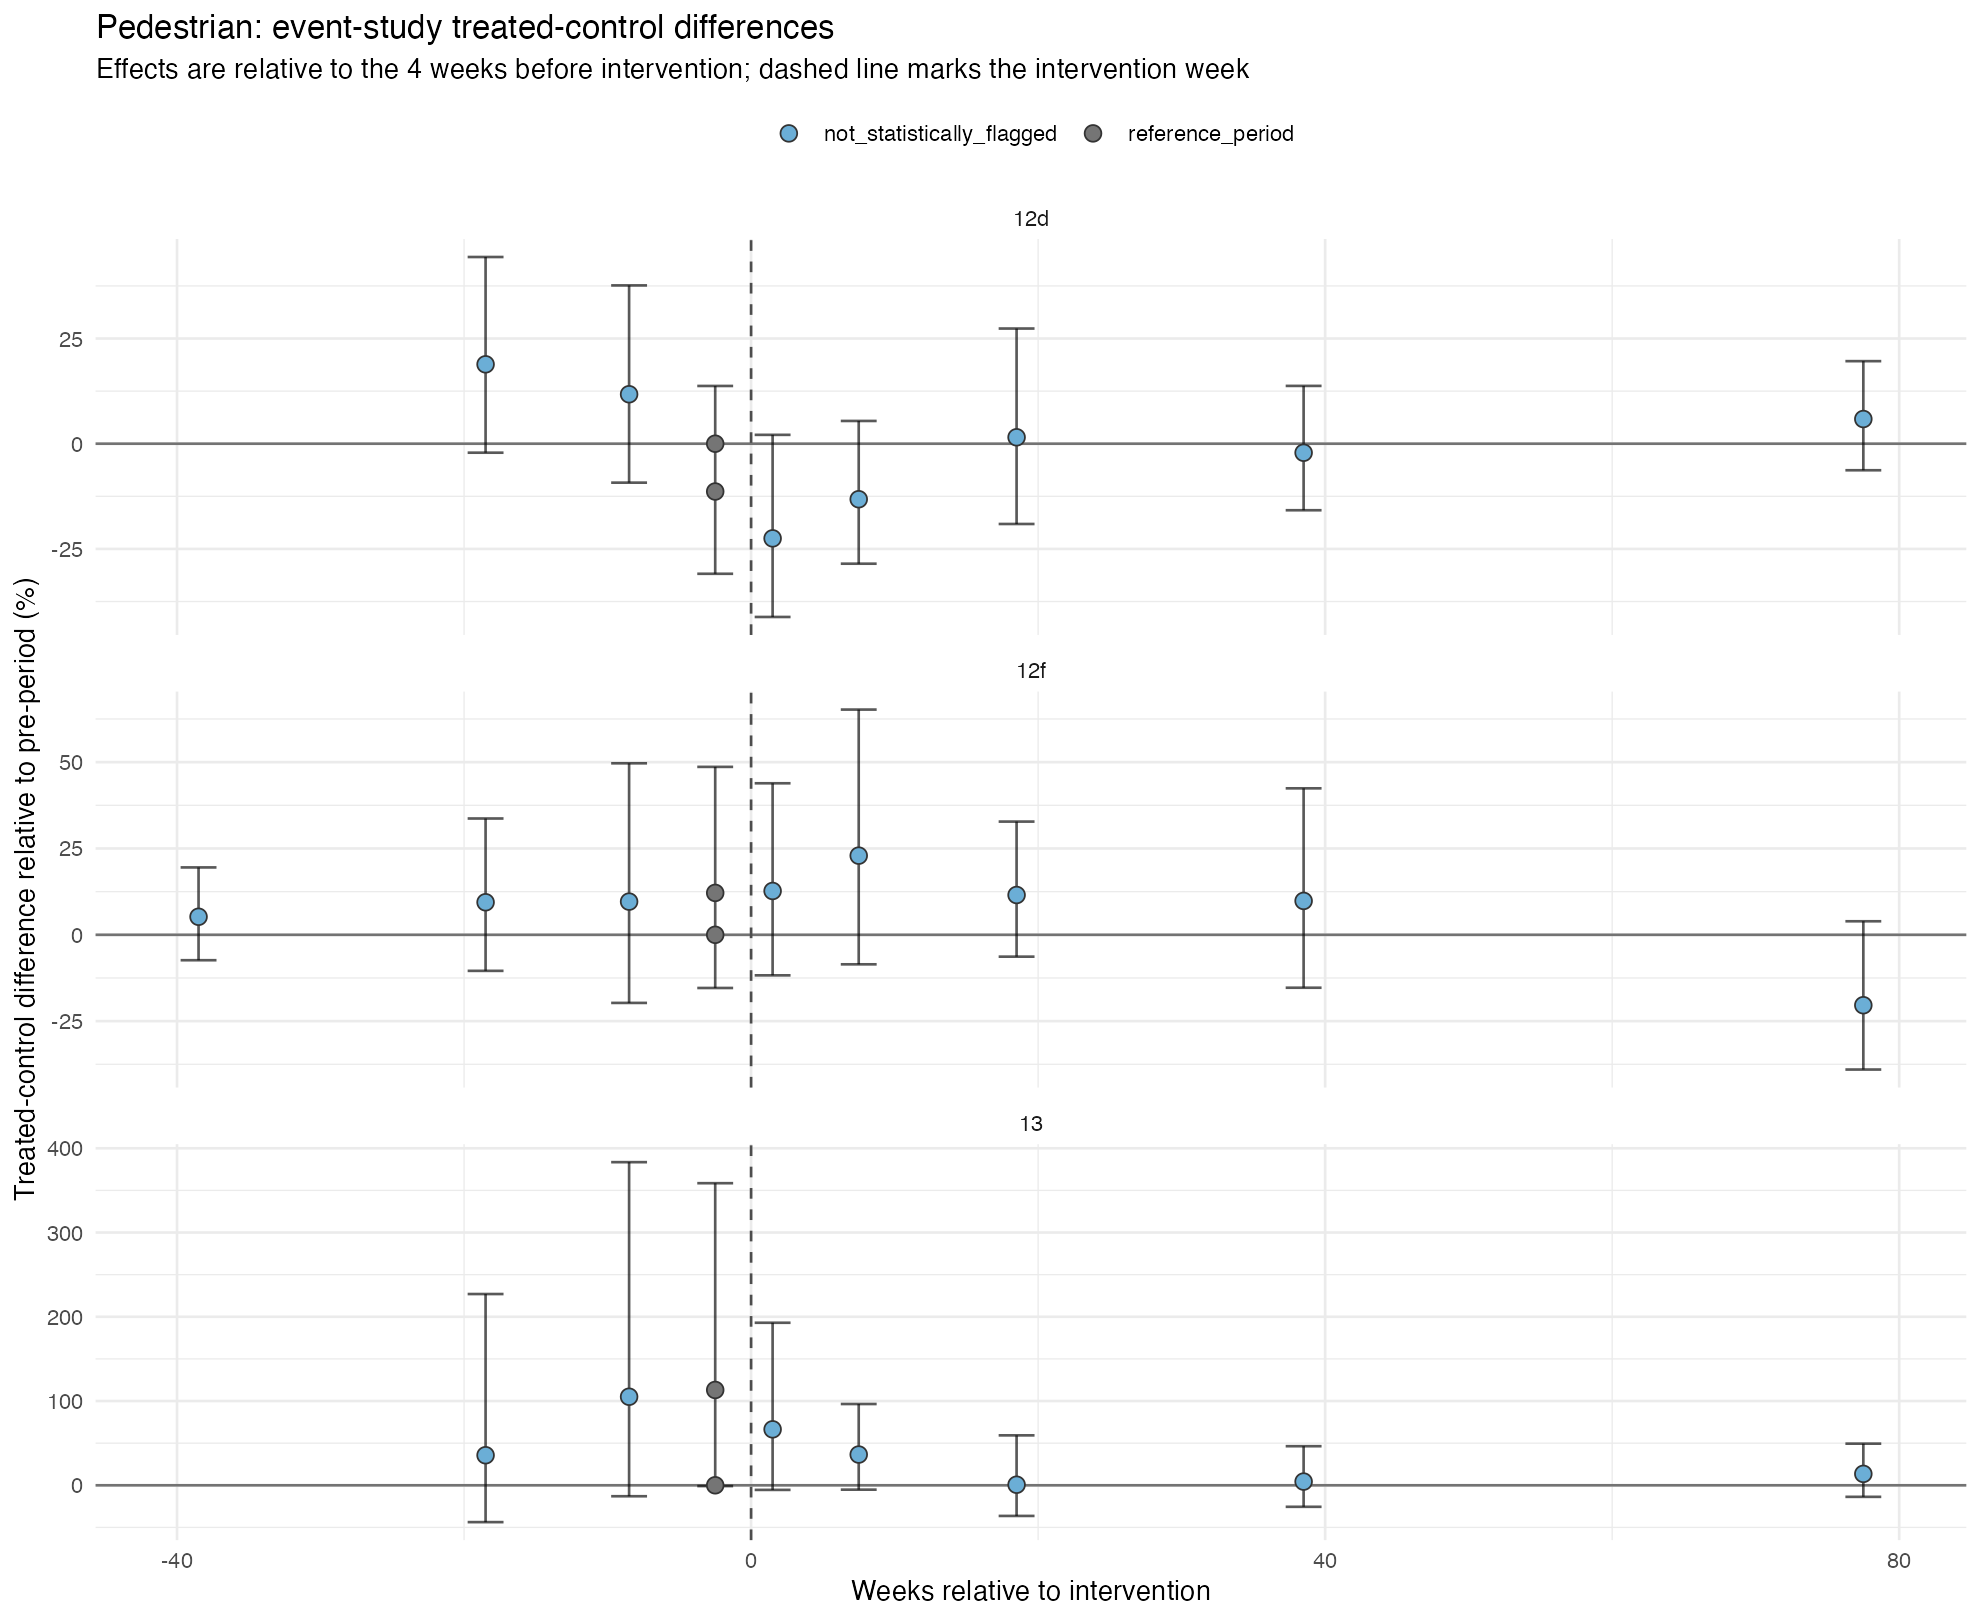 Pedestrian: event-study treated-control differences
Effects are relative to the 4 weeks before intervention; dashed line marks the intervention week
not_statistically_flagged reference_period
12d
25
0
-25
12f
50
25
0
-25
13
400
300
200
100
0
-40 0 40 80
Weeks relative to intervention
Treated-control difference relative to pre-period (%)